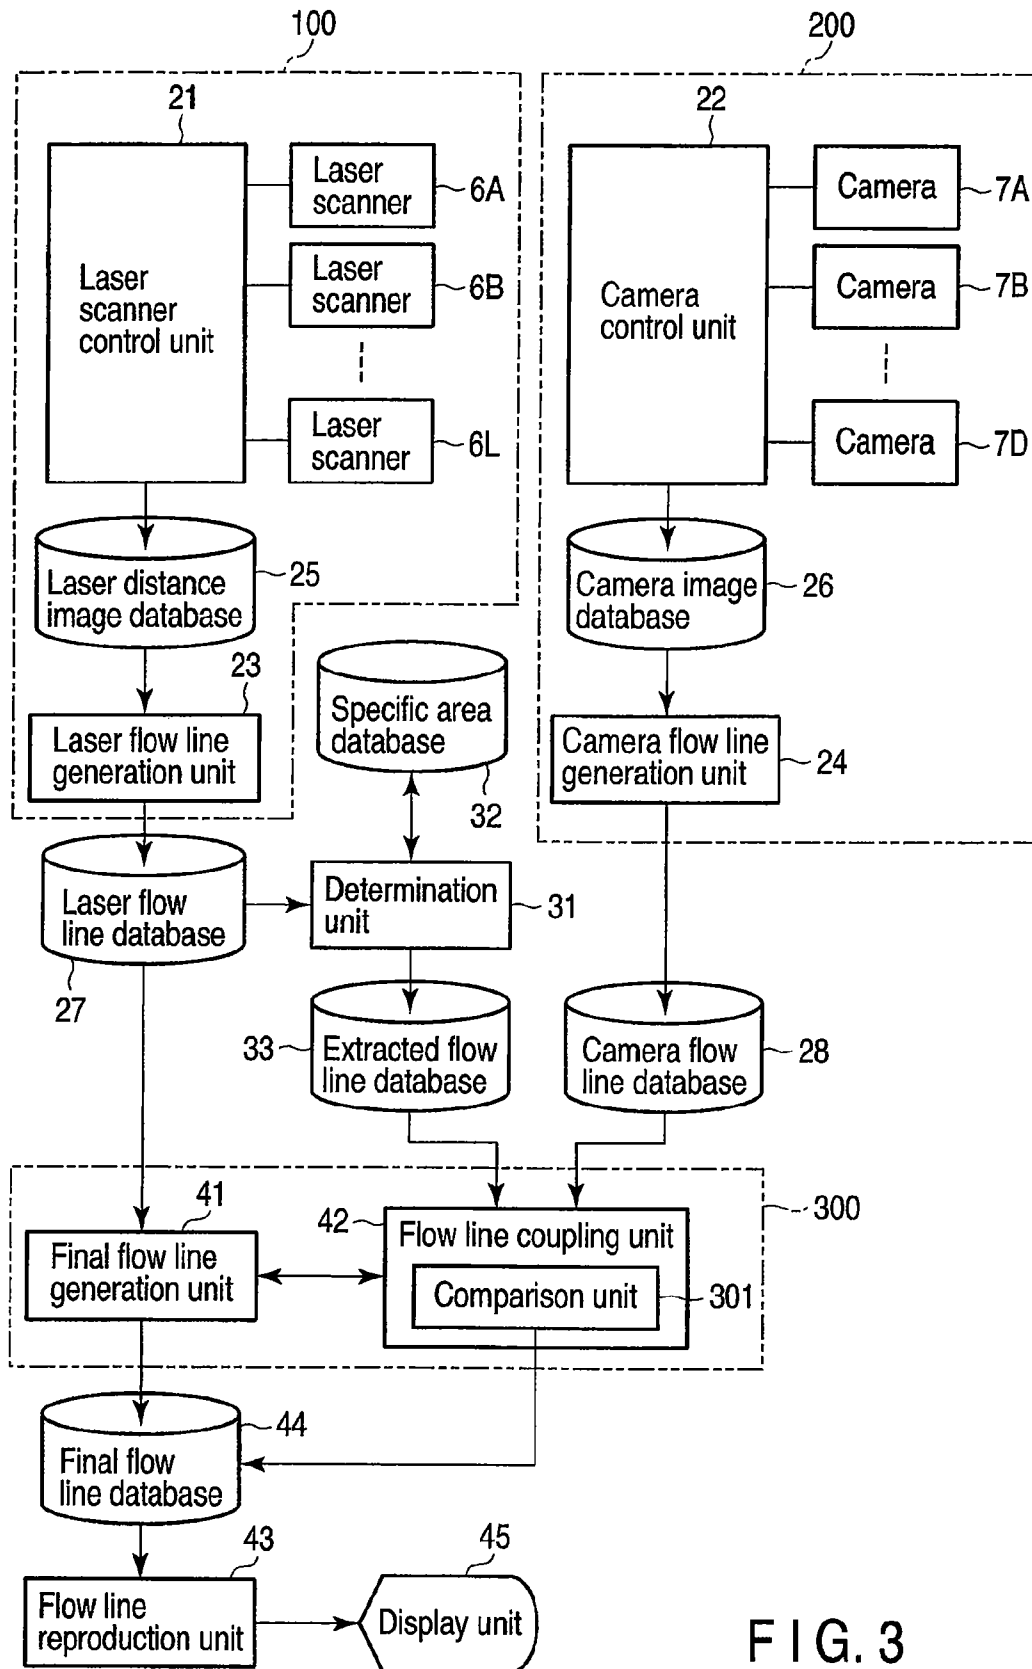 100
200
21
22
Laser
scanner
6A
Camera
7A
Laser
scanner
6B
Camera
7B
Laser
scanner
control unit
Camera
control unit
Laser
scanner
6L
Camera
7D
Laser distance
image database
25
Camera image
database
26
23
Specific area
database
32
Laser flow line
generation unit
Camera flow line
generation unit
24
Laser flow
line database
27
Determination
unit
31
33
Extracted flow
line database
Camera flow
line database
28
41
Final flow line
generation unit
42
Flow line coupling unit
300
Comparison unit
301
44
Final flow
line database
43
Flow line
reproduction unit
45
Display unit
FIG. 3